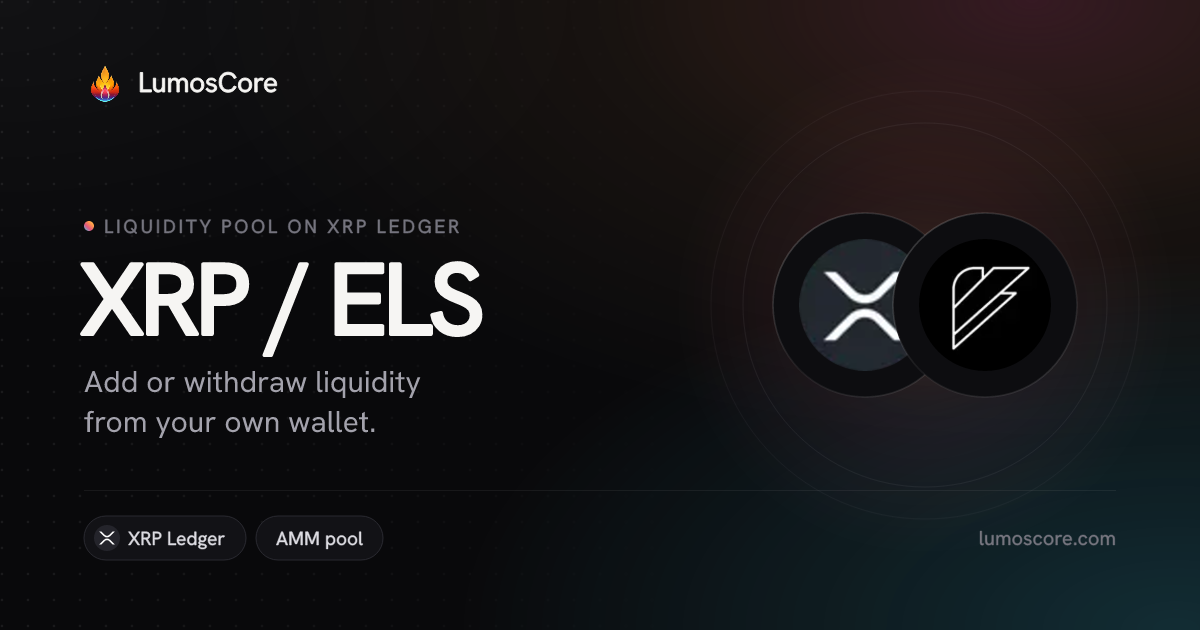 LumosCore
LIQUIDITY POOL ON XRP LEDGER
XRP / ELS
Add or withdraw liquidity
from your own wallet.
XRP Ledger
AMM pool
lumoscore.com